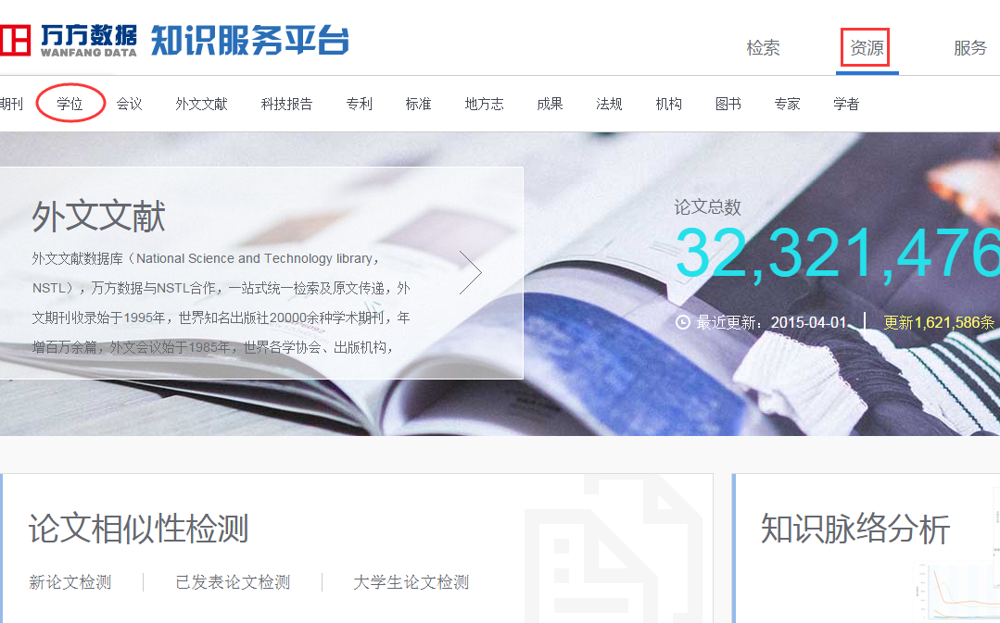 万方数据 知识服务平台
WANFANG DATA
检索 资源 服务
期刊 学位 会议 外文文献 科技报告 专利 标准 地方志 成果 法规 机构 图书 专家 学者
外文文献
外文文献数据库（National Science and Technology library，
NSTL），万方数据与NSTL合作，一站式统一检索及原文传递，外
文期刊收录始于1995年，世界知名出版社20000余种学术期刊，年
增百万余篇，外文会议始于1985年，世界各学协会、出版机构，
论文总数
32,321,476
最近更新：2015-04-01 更新1,621,586条
论文相似性检测
新论文检测 已发表论文检测 大学生论文检测
知识脉络分析